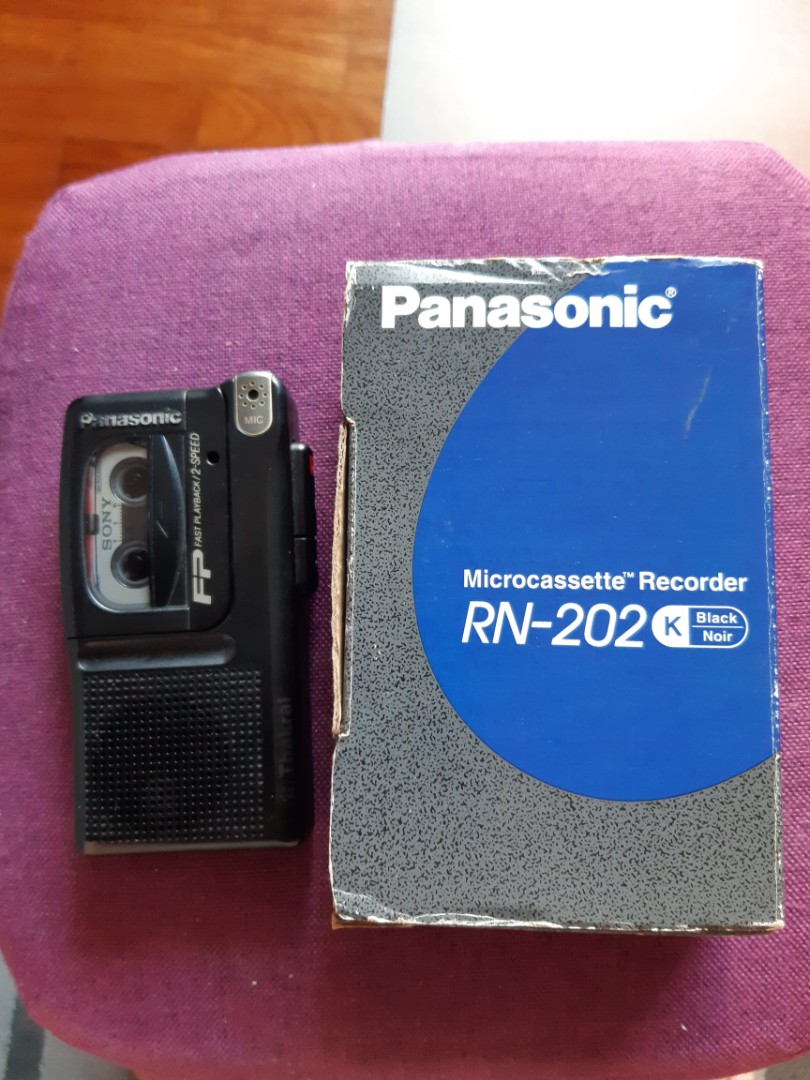 Panasonic
MIC
SONY
FP FAST PLAYBACK/2-SPEED
Panasonic®
Microcassette™ Recorder
RN-202 K Black
Noir